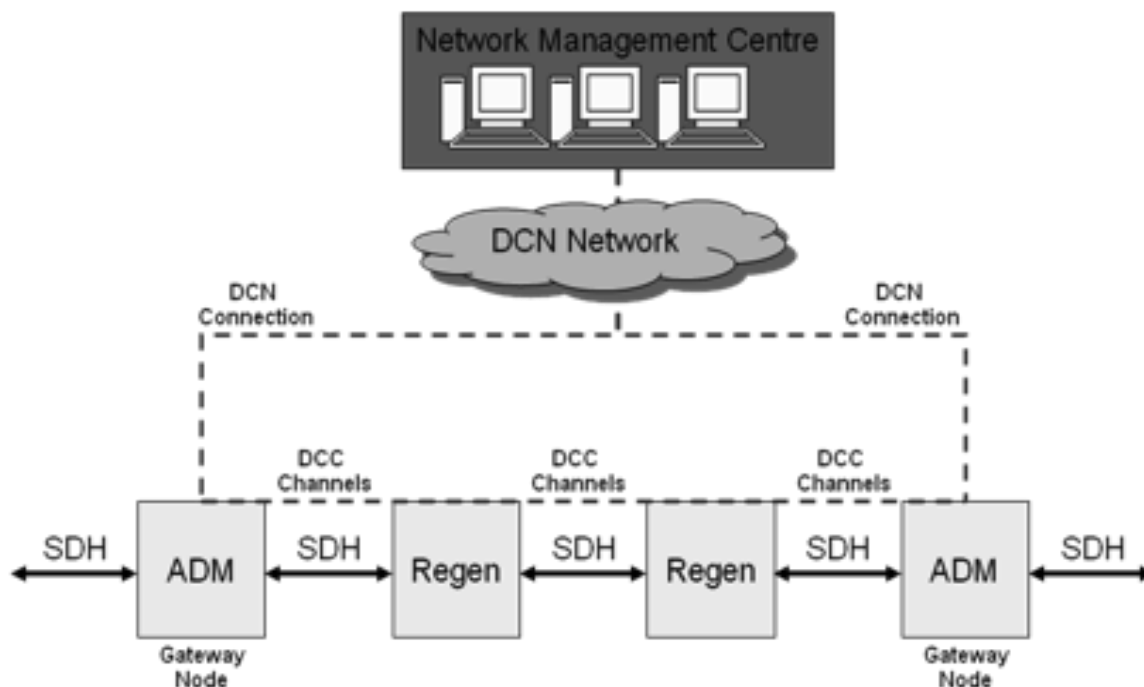 Network Management Centre
DCN Network
DCN
Connection
DCN
Connection
DCC
Channels
DCC
Channels
DCC
Channels
SDH
ADM
SDH
Regen
SDH
Regen
SDH
ADM
SDH
Gateway
Node
Gateway
Node